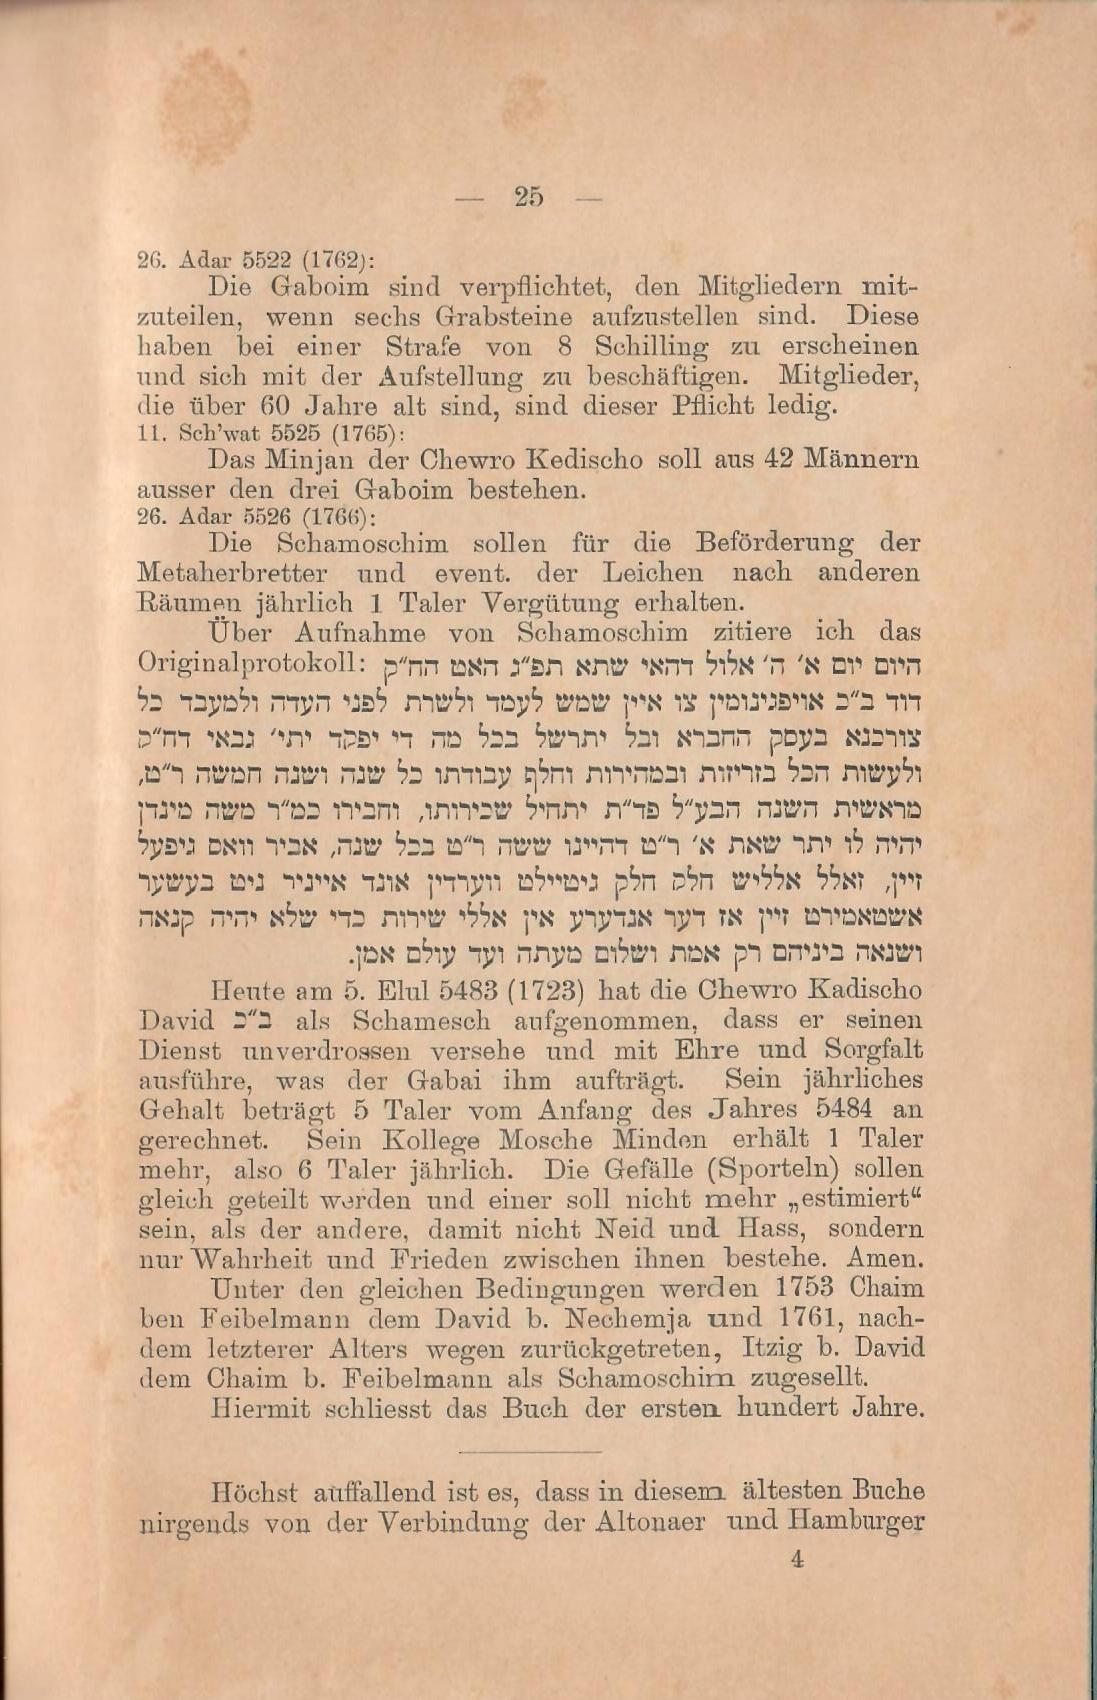 — 25 —
26. Adar 5522 (1762):
Die Gaboim sind verpflichtet, den Mitgliedern mit-
zuteilen, wenn sechs Grabsteine aufzustellen sind. Diese
haben bei einer Strafe von 8 Schilling zu erscheinen
und sich mit der Aufstellung zu beschäftigen. Mitglieder,
die über 60 Jahre alt sind, sind dieser Pflicht ledig.
11. Sch'wat 5525 (1765):
Das Minjan der Chewro Kedischo soll aus 42 Männern
ausser den drei Gaboim bestehen.
26. Adar 5526 (1766):
Die Schamoschim sollen für die Beförderung der
Metaherbretter und event. der Leichen nach anderen
Räumen jährlich 1 Taler Vergütung erhalten.
Über Aufnahme von Schamoschim zitiere ich das
Originalprotokoll: היום יום א' ה' אלול דהאי שתא תפ"ג האט הח"ק
דוד ב"כ אויפגינומין צו איין שמש לעמד ולשרת לפני העדה ולמעבד כל
צורכנא בעסק החברא וכל יתרשל בכל מה די יפקד יתי' גבאי דח"ק
ולעשות הכל בזריזות ובמהירות וחלף עבודתו כל שנה ושנה חמשה ר"ט,
מראשית השנה הבע"ל פד"ת יתחיל שכירותו, וחבירו כמ"ר משה מינדן
יהיה לו יתר שאת א' ר"ט דהיינו ששה ר"ט בכל שנה, אביר וואס גיפעל
זיין, זאלל אלליש חלק חלק גיטיילט ווערדין אונד אייניר ניט בעשער
אשטאמירט זיין אז דער אנדערע אין אללי שירות כדי שלא יהיה קנאה
ושנאה ביניהם רק אמת ושלום מעתה ועד עולם אמן.
Heute am 5. Elul 5483 (1723) hat die Chewro Kadischo
David ב"כ als Schamesch aufgenommen, dass er seinen
Dienst unverdrossen versehe und mit Ehre und Sorgfalt
ausführe, was der Gabai ihm aufträgt. Sein jährliches
Gehalt beträgt 5 Taler vom Anfang des Jahres 5484 an
gerechnet. Sein Kollege Mosche Minden erhält 1 Taler
mehr, also 6 Taler jährlich. Die Gefälle (Sporteln) sollen
gleich geteilt werden und einer soll nicht mehr „estimiert“
sein, als der andere, damit nicht Neid und Hass, sondern
nur Wahrheit und Frieden zwischen ihnen bestehe. Amen.
Unter den gleichen Bedingungen werden 1753 Chaim
ben Feibelmann dem David b. Nechemja und 1761, nach-
dem letzterer Alters wegen zurückgetreten, Itzig b. David
dem Chaim b. Feibelmann als Schamoschim zugesellt.
Hiermit schliesst das Buch der ersten hundert Jahre.
Höchst auffallend ist es, dass in diesem ältesten Buche
nirgends von der Verbindung der Altonaer und Hamburger
4